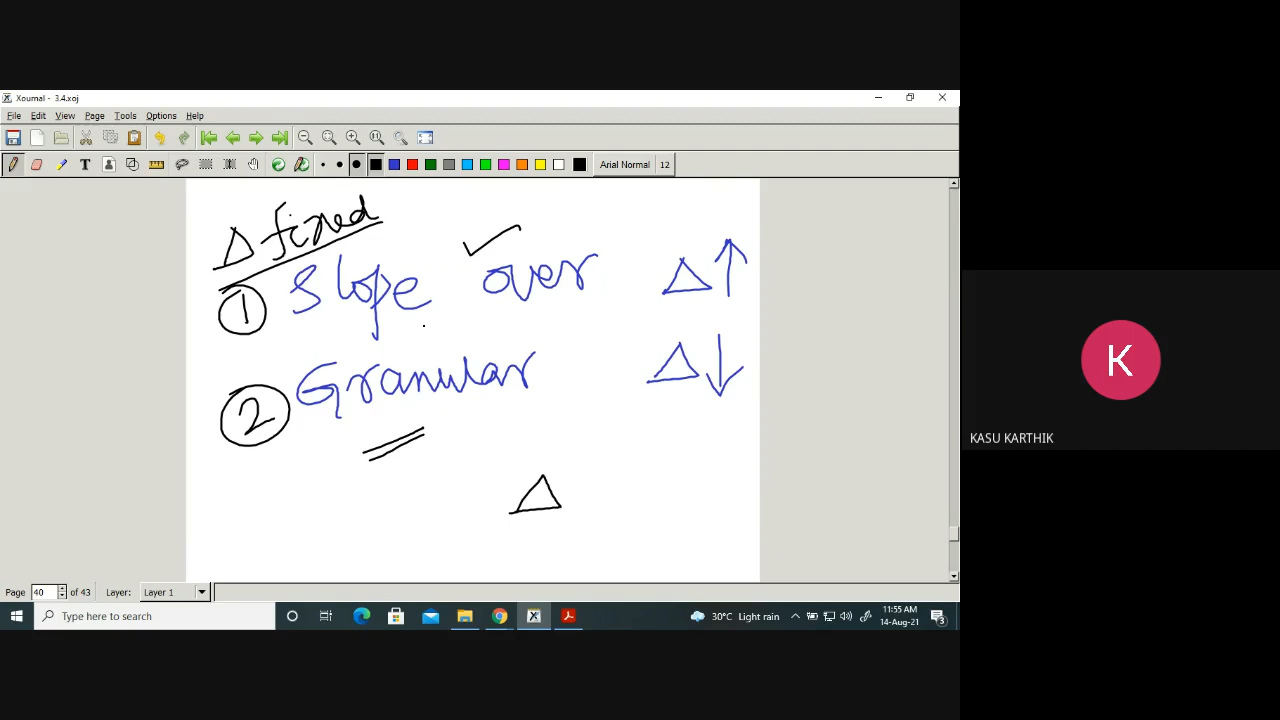 Xournal - 3.4.xoj
File Edit View Page Tools Options Help
Arial Normal 12
Δ fixed
① Slope over Δ↑
② Granular Δ↓
Δ
K
KASU KARTHIK
Page 40 of 43 Layer: Layer 1
Type here to search
30°C Light rain
11:55 AM
14-Aug-21
3